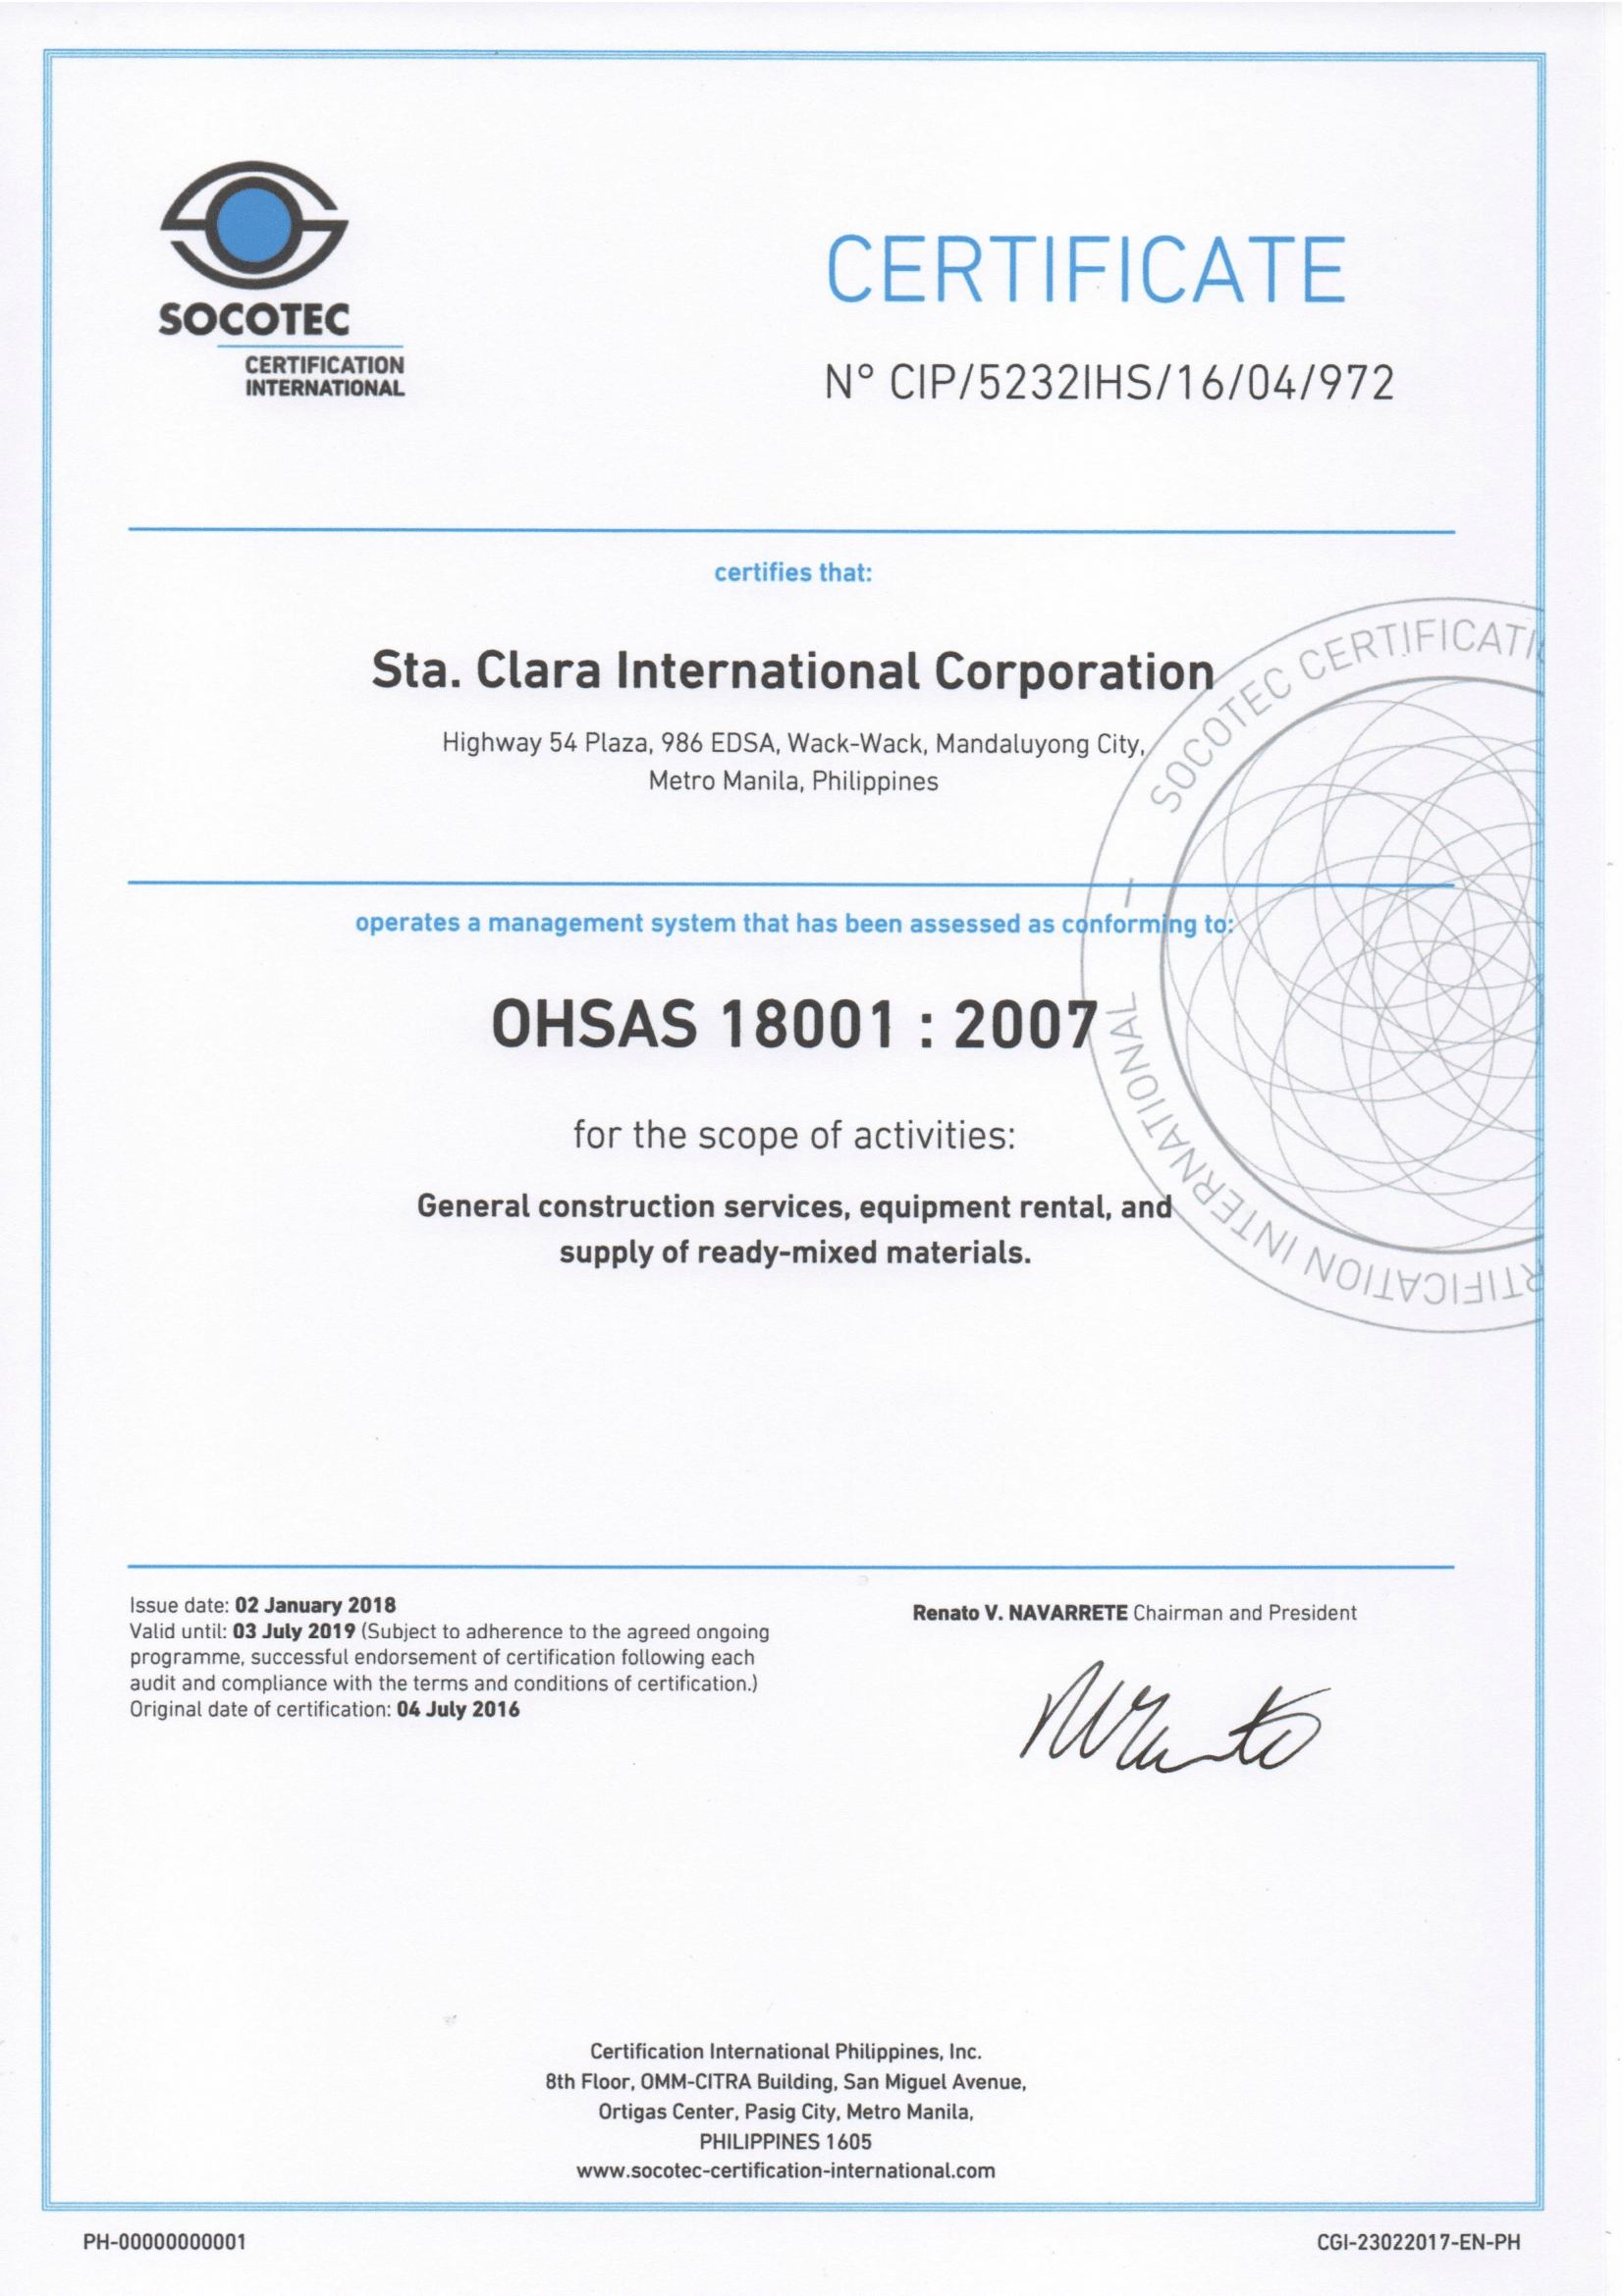 SOCOTEC
CERTIFICATION
INTERNATIONAL
CERTIFICATE
N° CIP/5232IHS/16/04/972
certifies that:
Sta. Clara International Corporation
Highway 54 Plaza, 986 EDSA, Wack-Wack, Mandaluyong City,
Metro Manila, Philippines
SOCOTEC CERTIFICATI
RTIFICATION INTERNATIONAL
operates a management system that has been assessed as conforming to:
OHSAS 18001 : 2007
for the scope of activities:
General construction services, equipment rental, and
supply of ready-mixed materials.
Issue date: 02 January 2018
Valid until: 03 July 2019 (Subject to adherence to the agreed ongoing
programme, successful endorsement of certification following each
audit and compliance with the terms and conditions of certification.)
Original date of certification: 04 July 2016
Renato V. NAVARRETE Chairman and President
Certification International Philippines, Inc.
8th Floor, OMM-CITRA Building, San Miguel Avenue,
Ortigas Center, Pasig City, Metro Manila,
PHILIPPINES 1605
www.socotec-certification-international.com
PH-00000000001
CGI-23022017-EN-PH